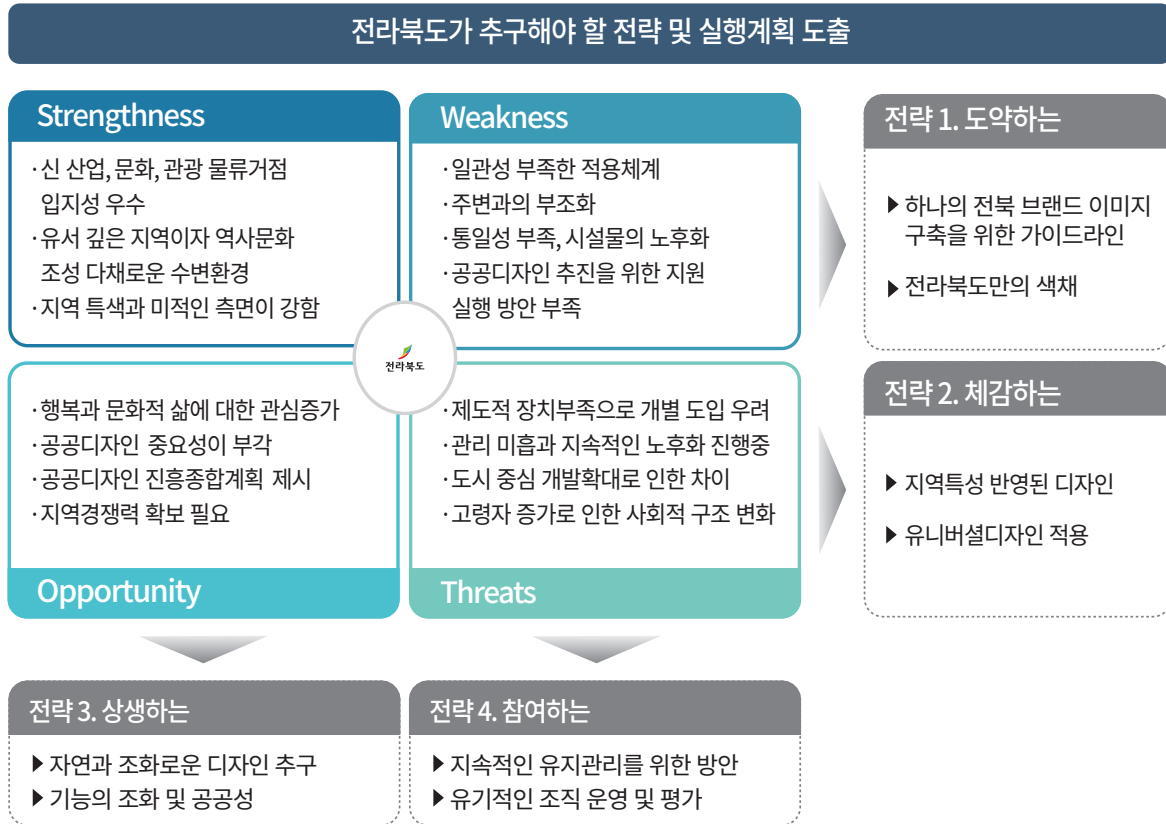 전라북도가 추구해야 할 전략 및 실행계획 도출
Strengthness
·신 산업, 문화, 관광 물류거점
입지성 우수
·유서 깊은 지역이자 역사문화
조성 다채로운 수변환경
·지역 특색과 미적인 측면이 강함
Weakness
·일관성 부족한 적용체계
·주변과의 부조화
·통일성 부족, 시설물의 노후화
·공공디자인 추진을 위한 지원
실행 방안 부족
전략 1. 도약하는
▶ 하나의 전북 브랜드 이미지
구축을 위한 가이드라인
▶ 전라북도만의 색채
전라북도
·행복과 문화적 삶에 대한 관심증가
·공공디자인 중요성이 부각
·공공디자인 진흥종합계획 제시
·지역경쟁력 확보 필요
Opportunity
·제도적 장치부족으로 개별 도입 우려
·관리 미흡과 지속적인 노후화 진행중
·도시 중심 개발확대로 인한 차이
·고령자 증가로 인한 사회적 구조 변화
Threats
전략 2. 체감하는
▶ 지역특성 반영된 디자인
▶ 유니버셜디자인 적용
전략 3. 상생하는
▶ 자연과 조화로운 디자인 추구
▶ 기능의 조화 및 공공성
전략 4. 참여하는
▶ 지속적인 유지관리를 위한 방안
▶ 유기적인 조직 운영 및 평가